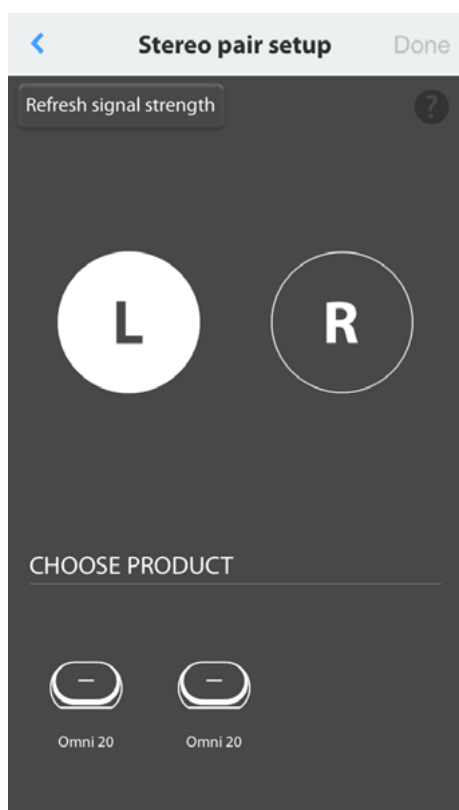 Stereo pair setup
Done
Refresh signal strength
?
L
R
CHOOSE PRODUCT
Omni 20
Omni 20